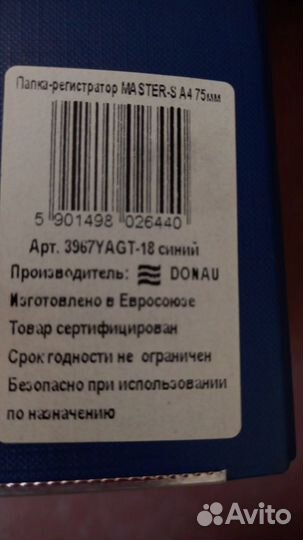 Папка-регистратор MASTER-S A4 75мм
5 901498 026440
Арт. 3967YAGT-18 синий
Производитель: DONAU
Изготовлено в Евросоюзе
Товар сертифицирован
Срок годности не ограничен
Безопасно при использовании
по назначению
Avito